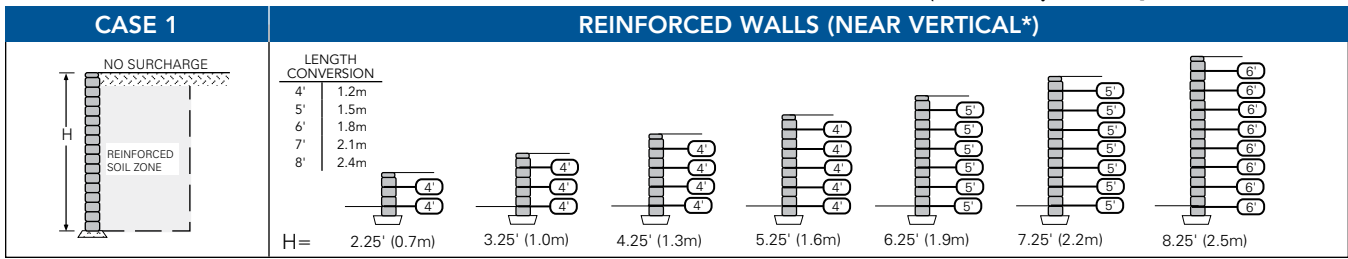 CASE 1
REINFORCED WALLS (NEAR VERTICAL*)
NO SURCHARGE
H
REINFORCED
SOIL ZONE
LENGTH
CONVERSION
4' 1.2m
5' 1.5m
6' 1.8m
7' 2.1m
8' 2.4m
4'
4'
4'
4'
4'
4'
4'
4'
4'
4'
4'
4'
4'
4'
5'
5'
5'
5'
5'
5'
5'
5'
5'
5'
5'
5'
5'
6'
6'
6'
6'
6'
6'
6'
6'
H= 2.25' (0.7m) 3.25' (1.0m) 4.25' (1.3m) 5.25' (1.6m) 6.25' (1.9m) 7.25' (2.2m) 8.25' (2.5m)